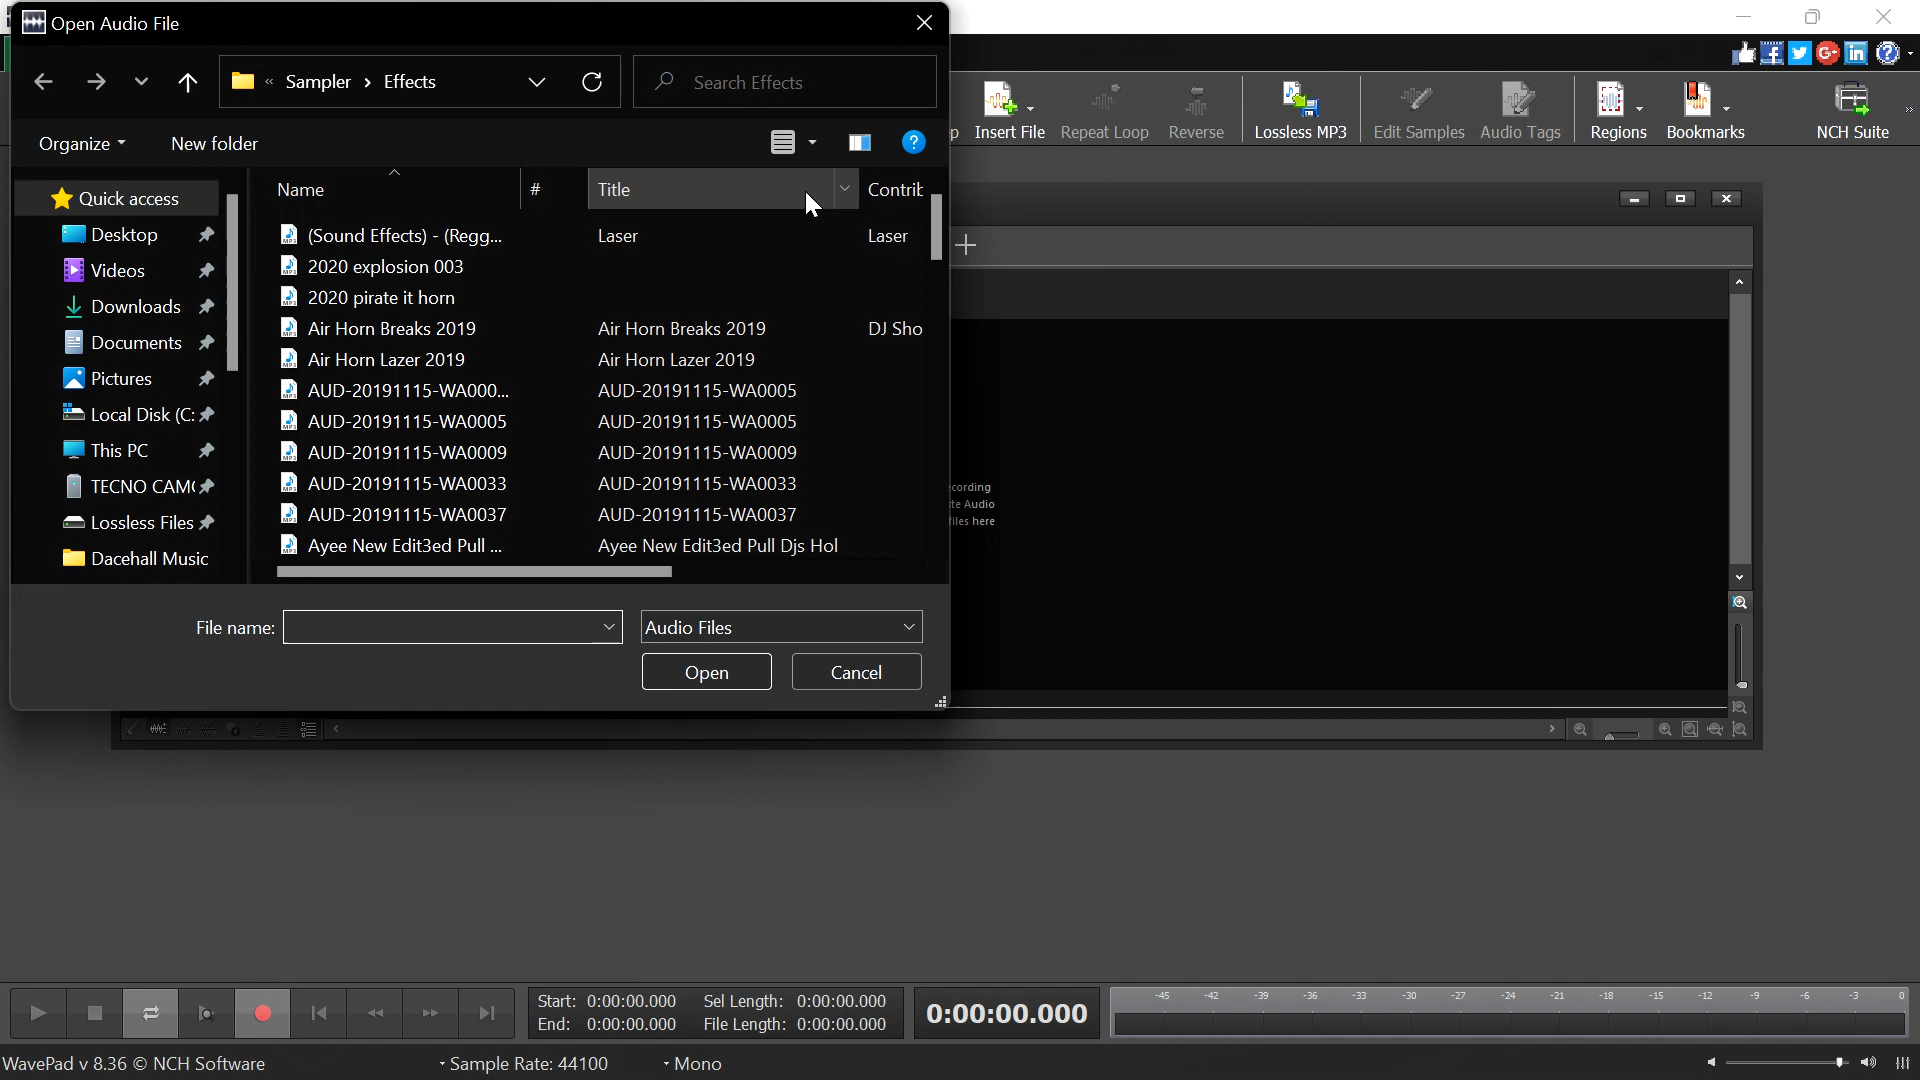 Open Audio File
« Sampler › Effects
Search Effects
Organize
New folder
Insert File
Repeat Loop
Reverse
Lossless MP3
Edit Samples
Audio Tags
Regions
Bookmarks
NCH Suite
Quick access
Desktop
Videos
Downloads
Documents
Pictures
Local Disk (C:
This PC
TECNO CAM
Lossless Files
Dacehall Music
Name
#
Title
Contrib
(Sound Effects) - (Regg... Laser Laser
2020 explosion 003
2020 pirate it horn
Air Horn Breaks 2019 Air Horn Breaks 2019 DJ Sho
Air Horn Lazer 2019 Air Horn Lazer 2019
AUD-20191115-WA000... AUD-20191115-WA0005
AUD-20191115-WA0005 AUD-20191115-WA0005
AUD-20191115-WA0009 AUD-20191115-WA0009
AUD-20191115-WA0033 AUD-20191115-WA0033
AUD-20191115-WA0037 AUD-20191115-WA0037
Ayee New Edit3ed Pull ... Ayee New Edit3ed Pull Djs Hol
File name:
Audio Files
Open
Cancel
cording
te Audio
files here
Start: 0:00:00.000 Sel Length: 0:00:00.000
End: 0:00:00.000 File Length: 0:00:00.000
0:00:00.000
-45 -42 -39 -36 -33 -30 -27 -24 -21 -18 -15 -12 -9 -6 -3 0
WavePad v 8.36 © NCH Software
Sample Rate: 44100
Mono